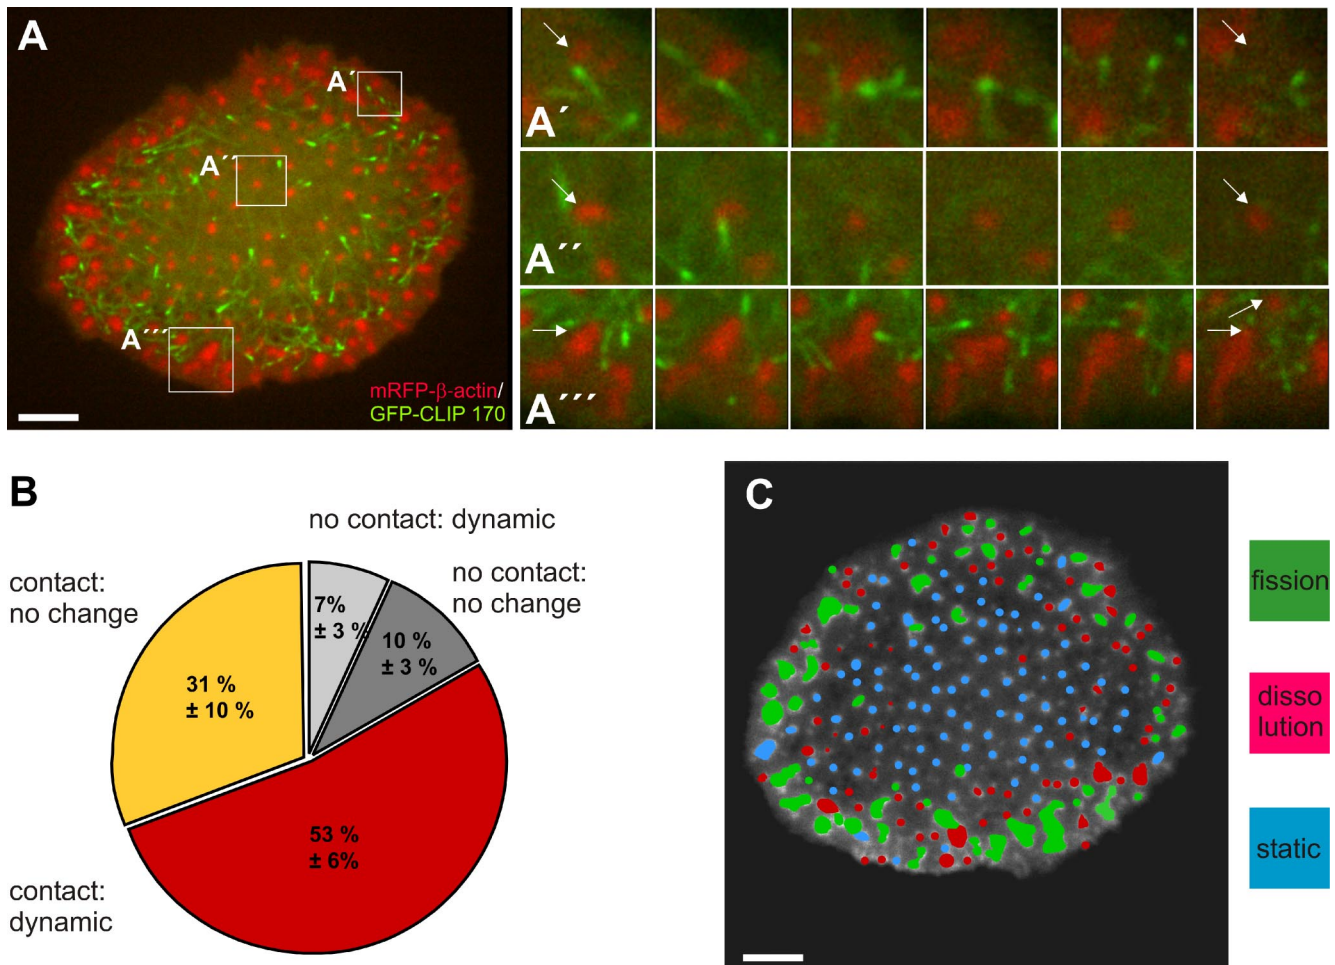 A
A´
A´´
A´´´
mRFP-β-actin/
GFP-CLIP 170
A´
A´´
A´´´
B
no contact: dynamic
contact:
no change
no contact:
no change
7%
± 3 %
10 %
± 3 %
31 %
± 10 %
53 %
± 6%
contact:
dynamic
C
fission
disso
lution
static